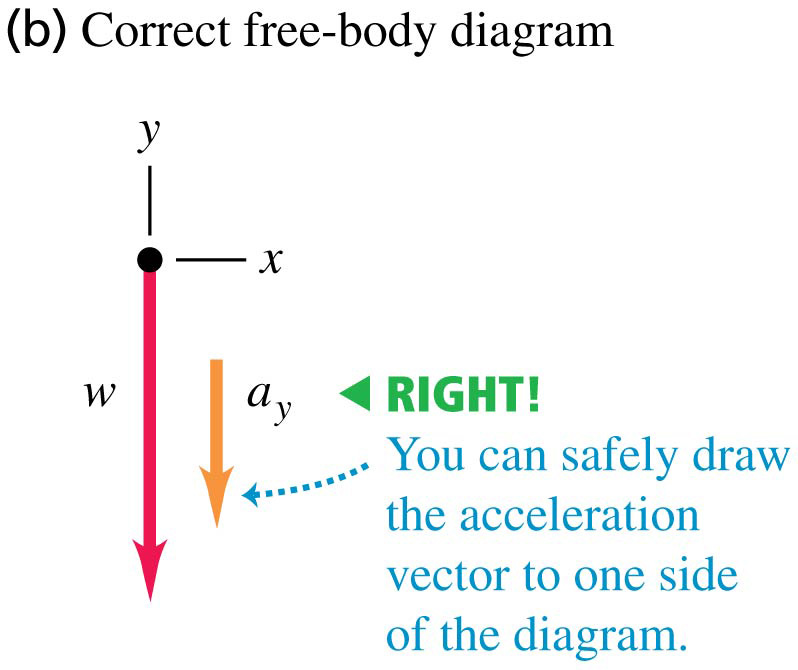 (b) Correct free-body diagram
y
x
w
a_y
RIGHT!
You can safely draw
the acceleration
vector to one side
of the diagram.